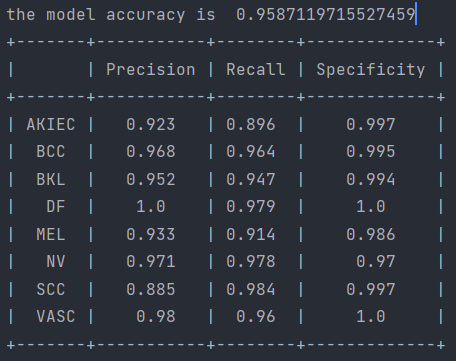 the model accuracy is  0.9587119715527459
+-------+-----------+--------+-------------+
|       | Precision | Recall | Specificity |
+-------+-----------+--------+-------------+
| AKIEC |   0.923   | 0.896  |    0.997    |
|  BCC  |   0.968   | 0.964  |    0.995    |
|  BKL  |   0.952   | 0.947  |    0.994    |
|   DF  |    1.0    | 0.979  |     1.0     |
|  MEL  |   0.933   | 0.914  |    0.986    |
|   NV  |   0.971   | 0.978  |     0.97    |
|  SCC  |   0.885   | 0.984  |    0.997    |
|  VASC |    0.98   |  0.96  |     1.0     |
+-------+-----------+--------+-------------+